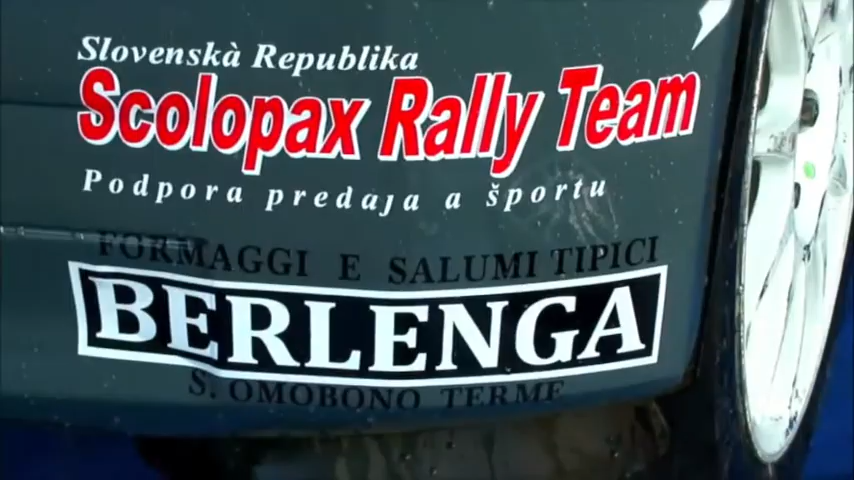 Slovenskà Republika
Scolopax Rally Team
Podpora predaja a športu
FORMAGGI E SALUMI TIPICI
BERLENGA
S. OMOBONO TERME